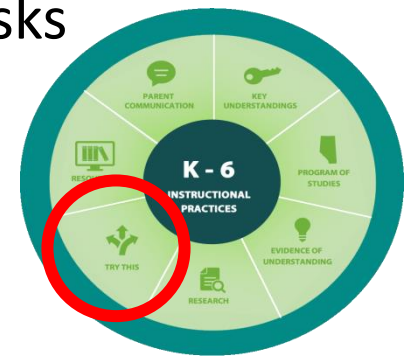 sks
PARENT
COMMUNICATION
KEY
UNDERSTANDINGS
PROGRAM OF
STUDIES
EVIDENCE OF
UNDERSTANDING
RESEARCH
TRY THIS
K - 6
INSTRUCTIONAL
PRACTICES